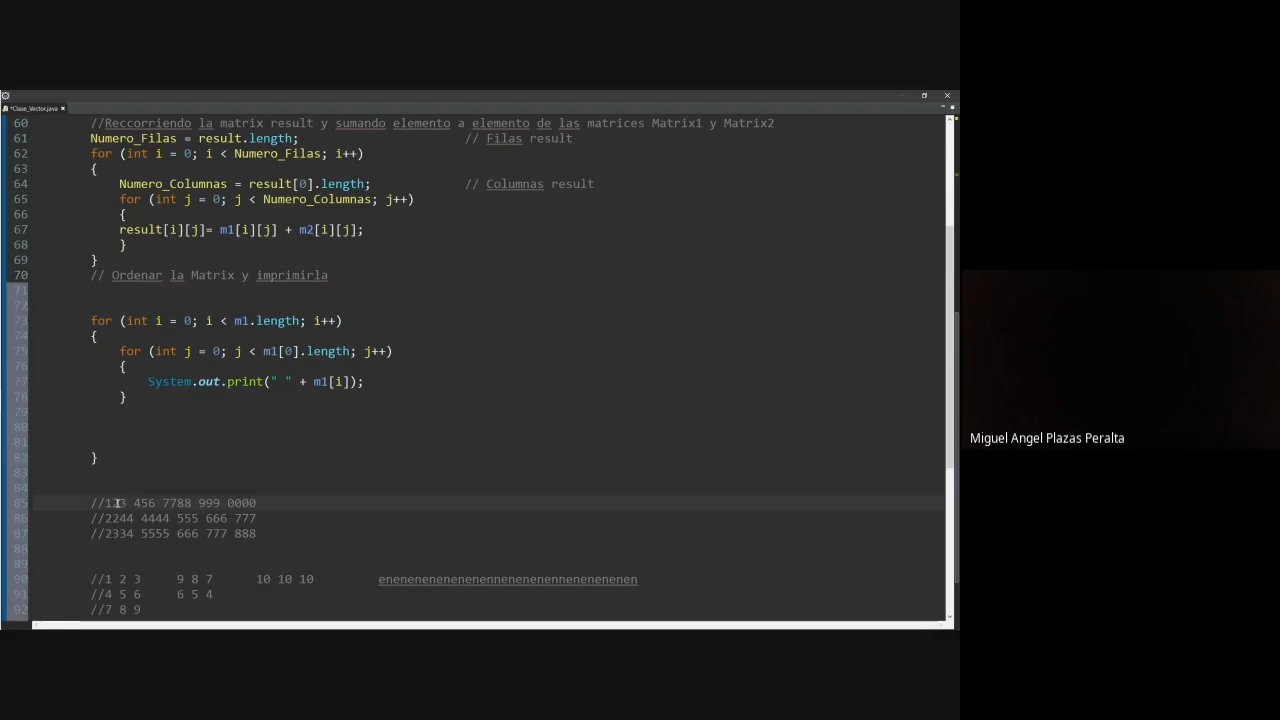 *Clase_Vector.java
60 //Reccorriendo la matrix result y sumando elemento a elemento de las matrices Matrix1 y Matrix2
61 Numero_Filas = result.length; // Filas result
62 for (int i = 0; i < Numero_Filas; i++)
63 {
64 Numero_Columnas = result[0].length; // Columnas result
65 for (int j = 0; j < Numero_Columnas; j++)
66 {
67 result[i][j]= m1[i][j] + m2[i][j];
68 }
69 }
70 // Ordenar la Matrix y imprimirla
71
72
73 for (int i = 0; i < m1.length; i++)
74 {
75 for (int j = 0; j < m1[0].length; j++)
76 {
77 System.out.print(" " + m1[i]);
78 }
79
80
81
82 }
83
84
85 //123 456 7788 999 0000
86 //2244 4444 555 666 777
87 //2334 5555 666 777 888
88
89
90 //1 2 3 9 8 7 10 10 10
91 //4 5 6 6 5 4
92 //7 8 9
Miguel Angel Plazas Peralta